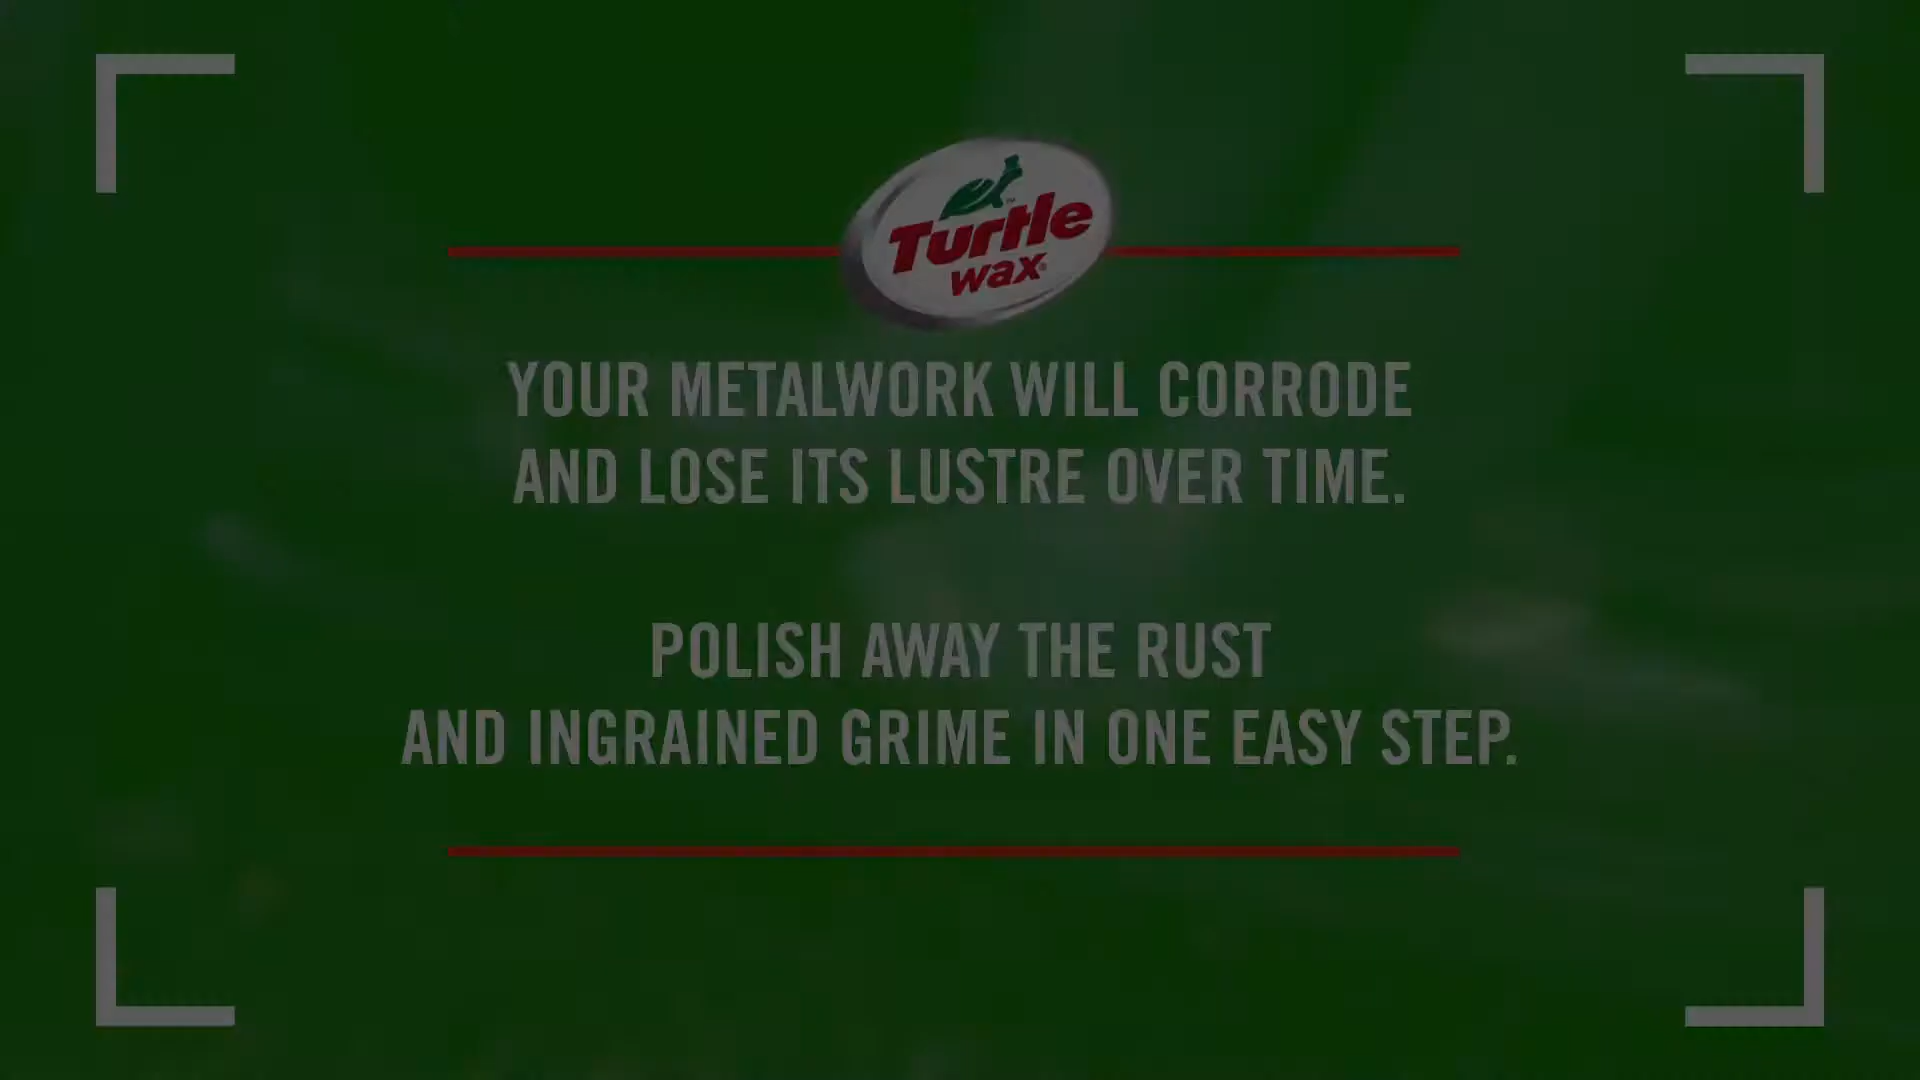 Turtle
wax®
YOUR METALWORK WILL CORRODE
AND LOSE ITS LUSTRE OVER TIME.
POLISH AWAY THE RUST
AND INGRAINED GRIME IN ONE EASY STEP.